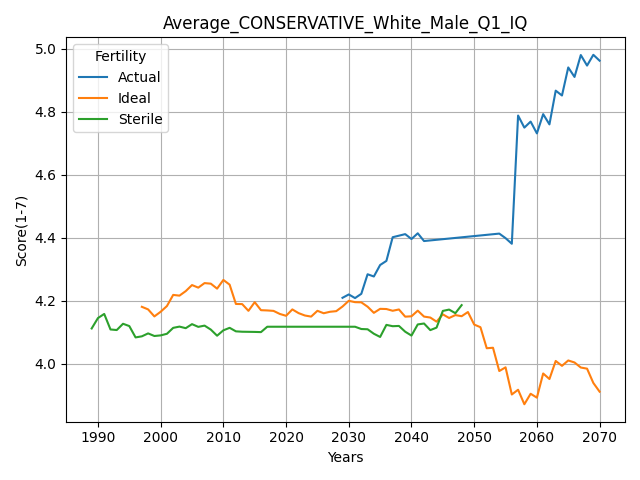 Average_CONSERVATIVE_White_Male_Q1_IQ
Fertility
Actual
Ideal
Sterile
Score(1-7)
5.0
4.8
4.6
4.4
4.2
4.0
1990 2000 2010 2020 2030 2040 2050 2060 2070
Years